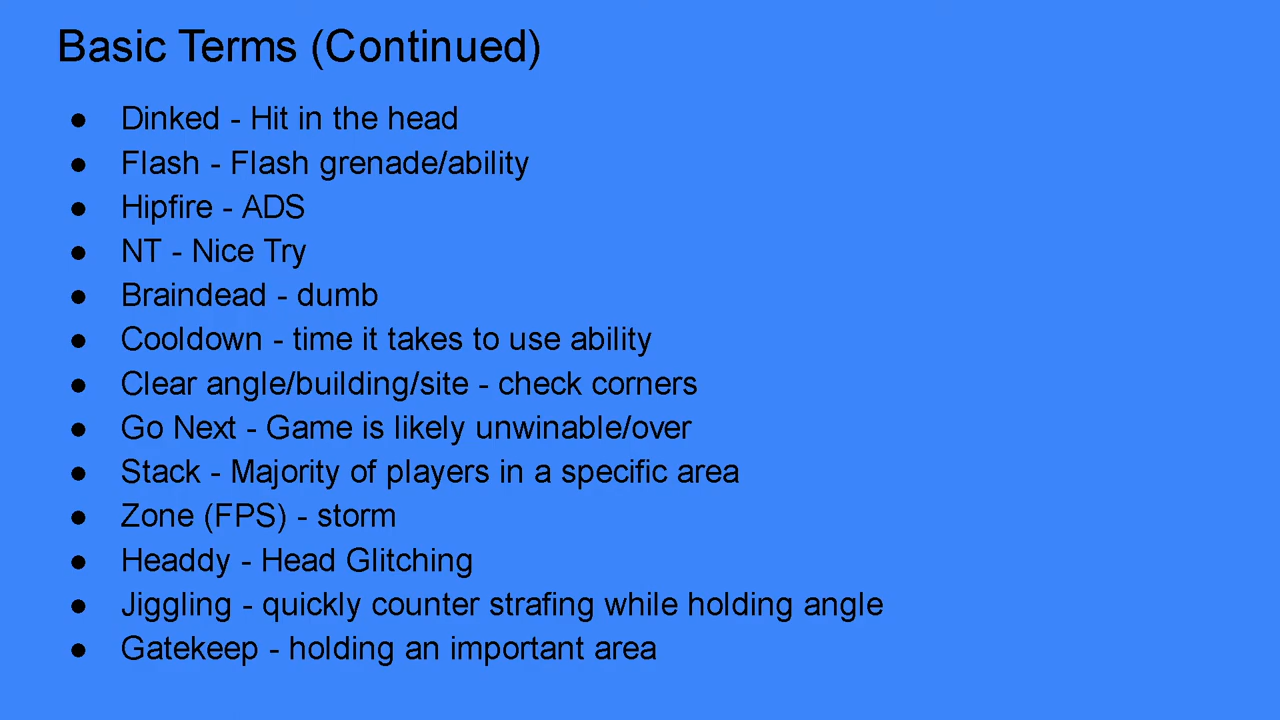 Basic Terms (Continued)
● Dinked - Hit in the head
● Flash - Flash grenade/ability
● Hipfire - ADS
● NT - Nice Try
● Braindead - dumb
● Cooldown - time it takes to use ability
● Clear angle/building/site - check corners
● Go Next - Game is likely unwinable/over
● Stack - Majority of players in a specific area
● Zone (FPS) - storm
● Headdy - Head Glitching
● Jiggling - quickly counter strafing while holding angle
● Gatekeep - holding an important area